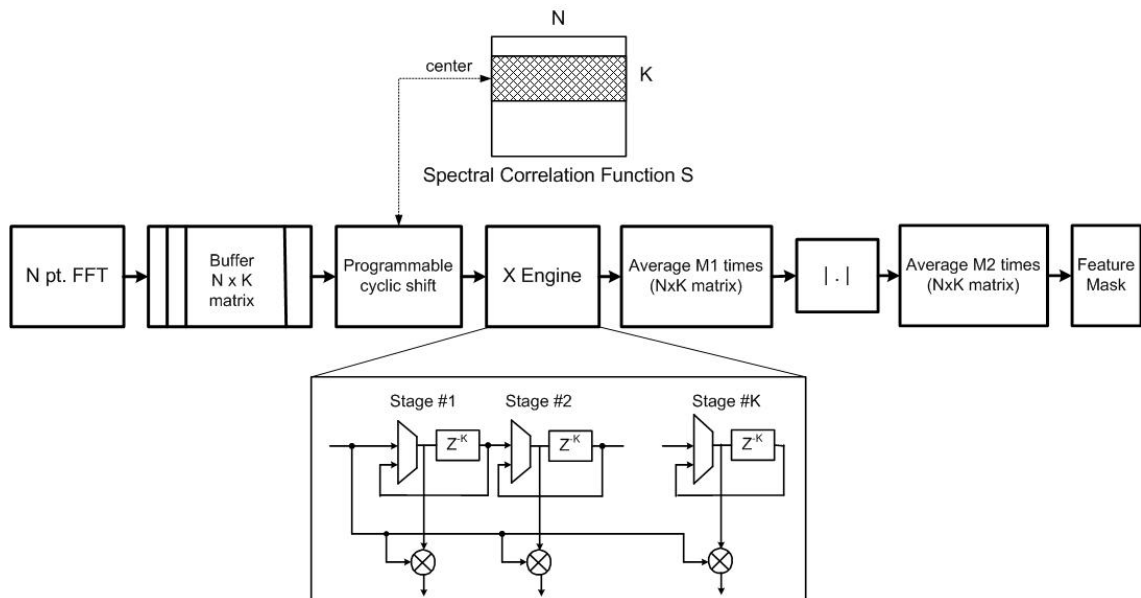 N
center
K
Spectral Correlation Function S
N pt. FFT
Buffer
N x K
matrix
Programmable
cyclic shift
X Engine
Average M1 times
(NxK matrix)
| . |
Average M2 times
(NxK matrix)
Feature
Mask
Stage #1
Stage #2
Stage #K
Z-K
Z-K
Z-K